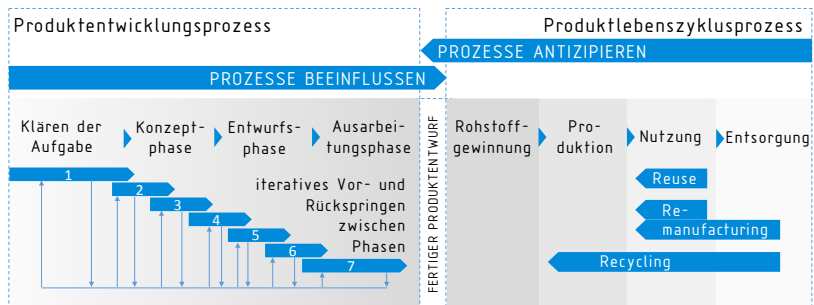 Produktentwicklungsprozess
Produktlebenszyklusprozess
PROZESSE ANTIZIPIEREN
PROZESSE BEEINFLUSSEN
Klären der
Aufgabe
Konzept-
phase
Entwurfs-
phase
Ausarbei-
tungsphase
FERTIGER PRODUKTENTWURF
Rohstoff-
gewinnung
Pro-
duktion
Nutzung
Entsorgung
1
2
3
4
5
6
7
iteratives Vor- und
Rückspringen
zwischen
Phasen
Reuse
Re-
manufacturing
Recycling